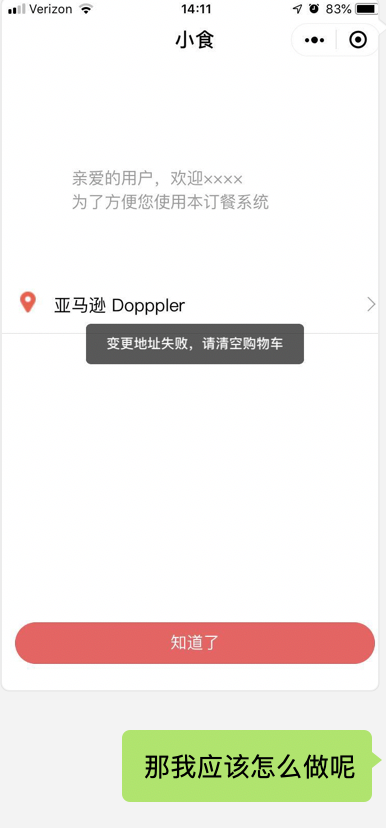 Verizon 14:11 83%
小食
亲爱的用户，欢迎××××
为了方便您使用本订餐系统
亚马逊 Dopppler
变更地址失败，请清空购物车
知道了
那我应该怎么做呢